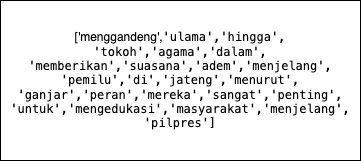 ['menggandeng','ulama','hingga',
'tokoh','agama','dalam',
'memberikan','suasana','adem','menjelang',
'pemilu','di','jateng','menurut',
'ganjar','peran','mereka','sangat','penting',
'untuk','mengedukasi','masyarakat','menjelang',
'pilpres']